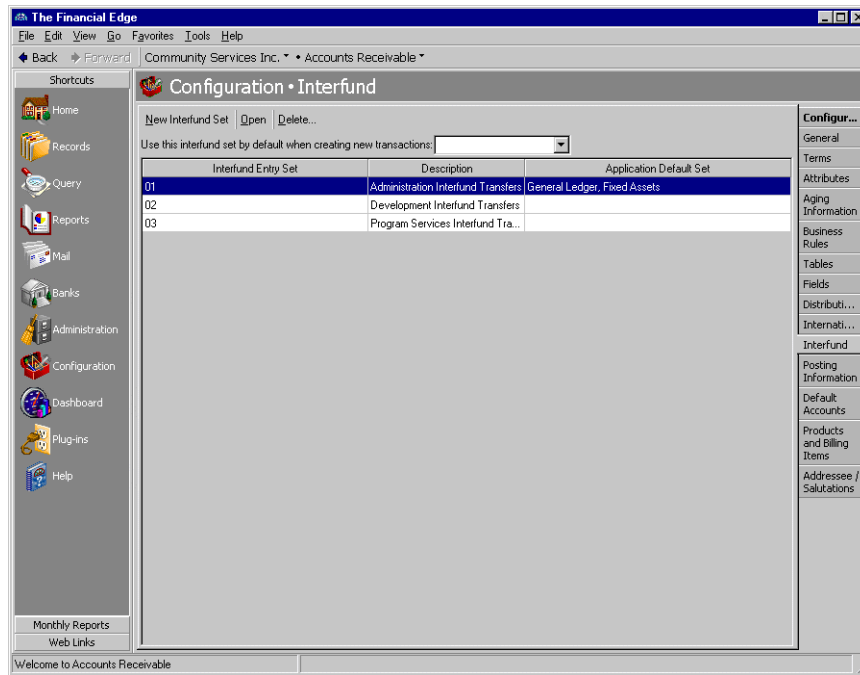 The Financial Edge
File Edit View Go Favorites Tools Help
Back Forward Community Services Inc. • Accounts Receivable
Shortcuts
Home
Records
Query
Reports
Mail
Banks
Administration
Configuration
Dashboard
Plug-ins
Help
Monthly Reports
Web Links
Configuration • Interfund
New Interfund Set Open Delete...
Use this interfund set by default when creating new transactions:
Interfund Entry Set Description Application Default Set
01 Administration Interfund Transfers General Ledger, Fixed Assets
02 Development Interfund Transfers
03 Program Services Interfund Tra...
Configur...
General
Terms
Attributes
Aging
Information
Business
Rules
Tables
Fields
Distributi...
Internati...
Interfund
Posting
Information
Default
Accounts
Products
and Billing
Items
Addressee /
Salutations
Welcome to Accounts Receivable